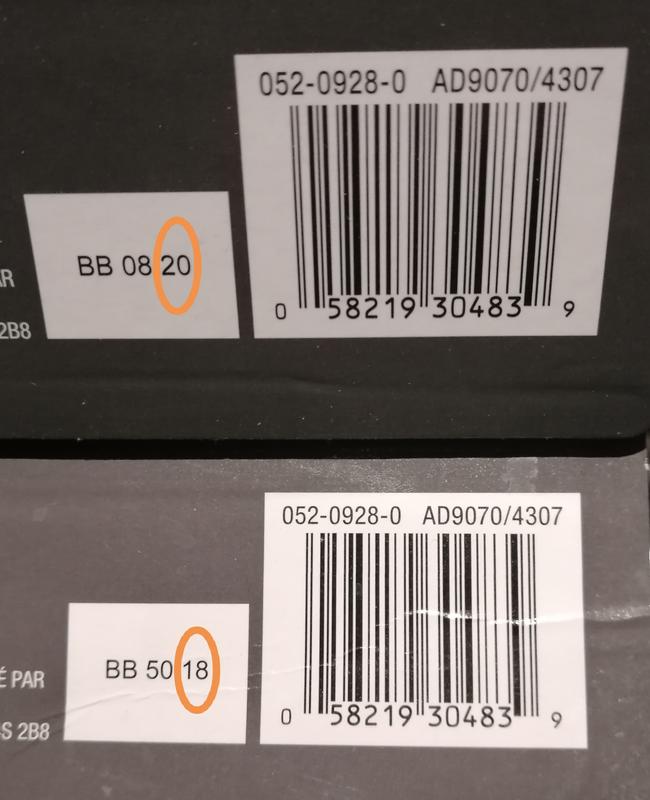 052-0928-0 AD9070/4307
BB 08 20
AR
2B8
0 58219 30483 9
052-0928-0 AD9070/4307
BB 50 18
É PAR
S 2B8
0 58219 30483 9